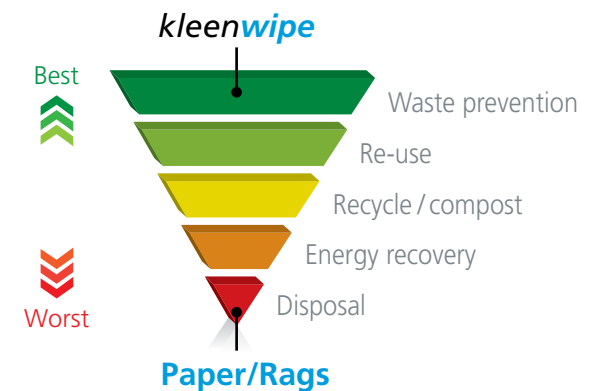 kleenwipe
Best
Waste prevention
Re-use
Recycle / compost
Energy recovery
Disposal
Worst
Paper/Rags